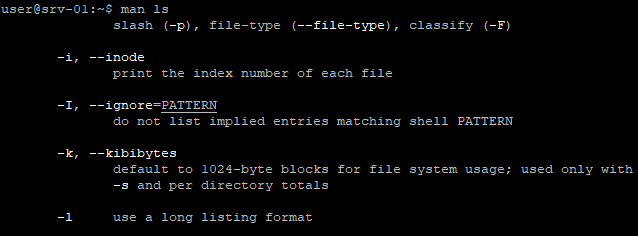 user@srv-01:~$ man ls
slash (-p), file-type (--file-type), classify (-F)
-i, --inode
print the index number of each file
-I, --ignore=PATTERN
do not list implied entries matching shell PATTERN
-k, --kibibytes
default to 1024-byte blocks for file system usage; used only with
-s and per directory totals
-l use a long listing format